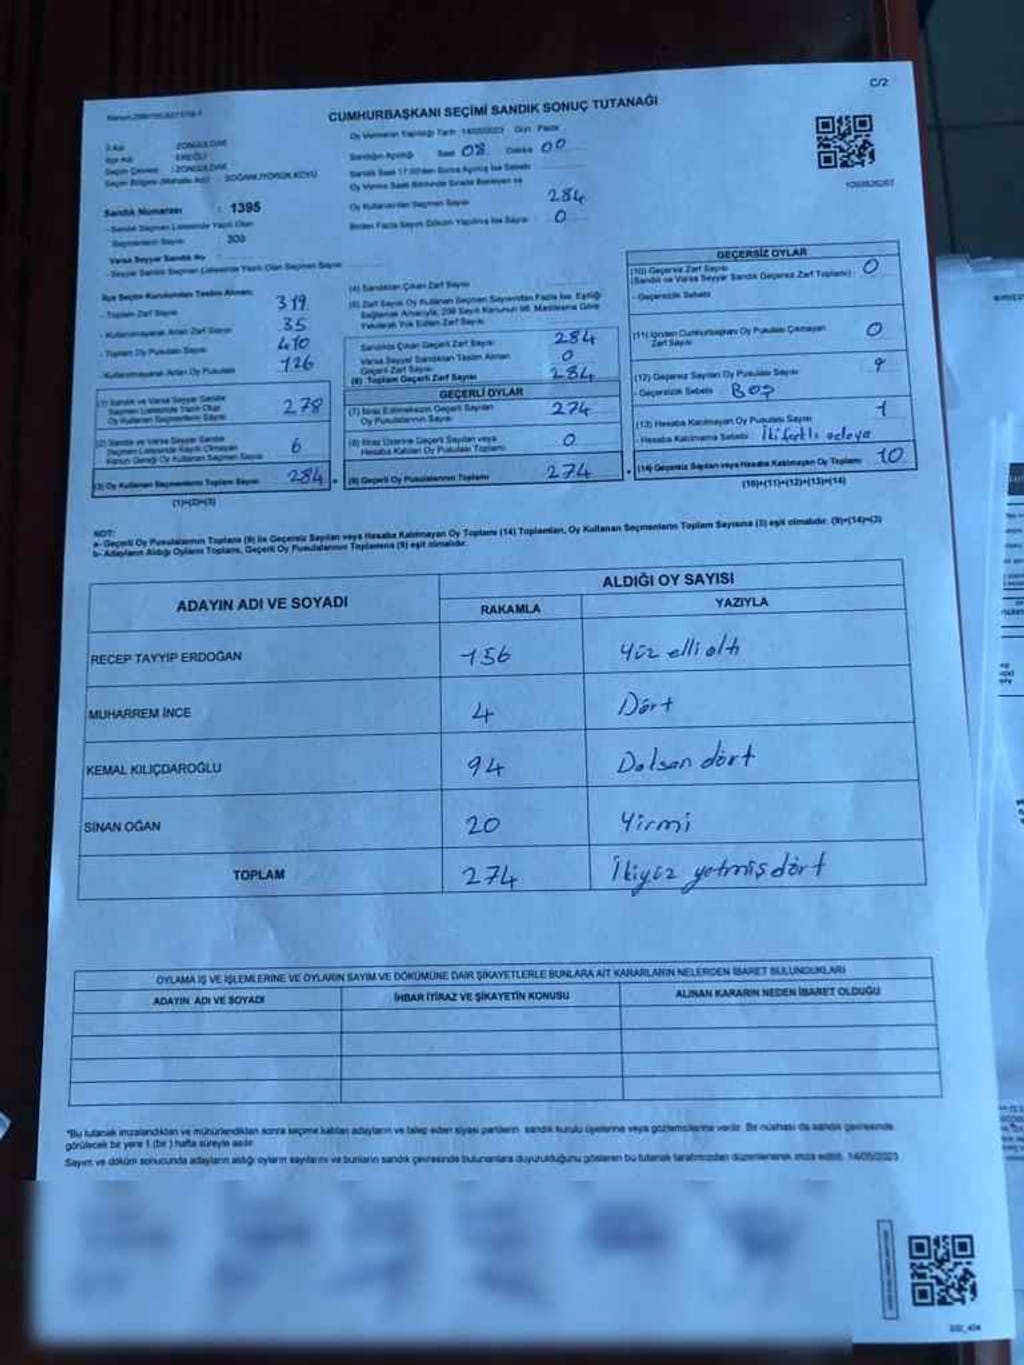 C/2
CUMHURBAŞKANI SEÇİMİ SANDIK SONUÇ TUTANAĞI
İl Adı : ZONGULDAK
İlçe Adı : EREĞLİ
Seçim Çevresi : ZONGULDAK
Seçim Bölgesi (Mahalle Adı) : SOĞANLIYÖRÜK KÖYÜ
Sandık Numarası : 1395
- Sandık Seçmen Listesinde Yazılı Olan
Seçmenlerin Sayısı : 309
Varsa Seyyar Sandık No :
- Seyyar Sandık Seçmen Listesinde Yazılı Olan Seçmen Sayısı
Oy Vermenin Yapıldığı Tarih : 14/05/2023 Gün : Pazar
Sandığın Açıldığı Saat 08 Dakika 00
Sandık Saat 17:00'den Sonra Açılmış İse Sebebi
Oy Verme Saati Bitiminde Sırada Bekleyen ve
Oy Kullandırılan Seçmen Sayısı 284
Birden Fazla Sayım Döküm Yapılmış İse Sayısı 0
İlçe Seçim Kurulundan Teslim Alınan;
- Toplam Zarf Sayısı 319
- Kullanılmayarak Artan Zarf Sayısı 35
- Toplam Oy Pusulası Sayısı 410
- Kullanılmayarak Artan Oy Pusulası 126
(1) Sandık ve Varsa Seyyar Sandık
Seçmen Listesinde Yazılı Olup
Oy Kullanan Seçmenlerin Sayısı 278
(2) Sandık ve Varsa Seyyar Sandık
Seçmen Listesinde Kayıtlı Olmayan
Kanun Gereği Oy Kullanan Seçmen Sayısı 6
(3) Oy Kullanan Seçmenlerin Toplam Sayısı 284
(1)+(2)=(3)
(4) Sandıktan Çıkan Zarf Sayısı
(5) Zarf Sayısı Oy Kullanan Seçmen Sayısından Fazla İse, Eşitliği
Sağlamak Amacıyla, 298 Sayılı Kanunun 98. Maddesine Göre
Yakılarak Yok Edilen Zarf Sayısı
Sandıkta Çıkan Geçerli Zarf Sayısı 284
Varsa Seyyar Sandıktan Teslim Alınan
Geçerli Zarf Sayısı 0
(6) Toplam Geçerli Zarf Sayısı 284
GEÇERLİ OYLAR
(7) İtiraz Edilmeksizin Geçerli Sayılan
Oy Pusulalarının Sayısı 274
(8) İtiraz Üzerine Geçerli Sayılan veya
Hesaba Katılan Oy Pusulası Toplamı 0
(9) Geçerli Oy Pusulalarının Toplamı 274
GEÇERSİZ OYLAR
(10) Geçersiz Zarf Sayısı
(Sandık ve Varsa Seyyar Sandık Geçersiz Zarf Toplamı) 0
- Geçersizlik Sebebi
(11) İçinden Cumhurbaşkanı Oy Pusulası Çıkmayan
Zarf Sayısı 0
(12) Geçersiz Sayılan Oy Pusulası Sayısı 9
- Geçersizlik Sebebi Boş
(13) Hesaba Katılmayan Oy Pusulası Sayısı 1
- Hesaba Katılmama Sebebi İki farklı adaya
(14) Geçersiz Sayılan veya Hesaba Katılmayan Oy Toplamı 10
(10)+(11)+(12)+(13)=(14)
NOT:
a- Geçerli Oy Pusulalarının Toplamı (9) ile Geçersiz Sayılan veya Hesaba Katılmayan Oy Toplamı (14) Toplamları, Oy Kullanan Seçmenlerin Toplam Sayısına (3) eşit olmalıdır. (9)+(14)=(3)
b- Adayların Aldığı Oyların Toplamı, Geçerli Oy Pusulalarının Toplamına (9) eşit olmalıdır.
ADAYIN ADI VE SOYADI ALDIĞI OY SAYISI
RAKAMLA YAZIYLA
RECEP TAYYİP ERDOĞAN 156 Yüz elli altı
MUHARREM İNCE 4 Dört
KEMAL KILIÇDAROĞLU 94 Doksan dört
SİNAN OĞAN 20 Yirmi
TOPLAM 274 İkiyüz yetmiş dört
OYLAMA İŞ VE İŞLEMLERİNE VE OYLARIN SAYIM VE DÖKÜMÜNE DAİR ŞİKAYETLERLE BUNLARA AİT KARARLARIN NELERDEN İBARET BULUNDUKLARI
ADAYIN ADI VE SOYADI İHBAR İTİRAZ VE ŞİKAYETİN KONUSU ALINAN KARARIN NEDEN İBARET OLDUĞU
*Bu tutanak imzalandıktan ve mühürlendikten sonra seçime katılan adayların ve talep eden siyasi partilerin sandık kurulu üyelerine veya gözlemcilerine verilir. Bir nüshası da sandık çevresinde
görülecek bir yere 1 (bir ) hafta süreyle asılır.
Sayım ve döküm sonucunda adayların aldığı oyların sayılarını ve bunların sandık çevresinde bulunanlara duyurulduğunu gösteren bu tutanak tarafımızdan düzenlenerek imza edildi. 14/05/2023